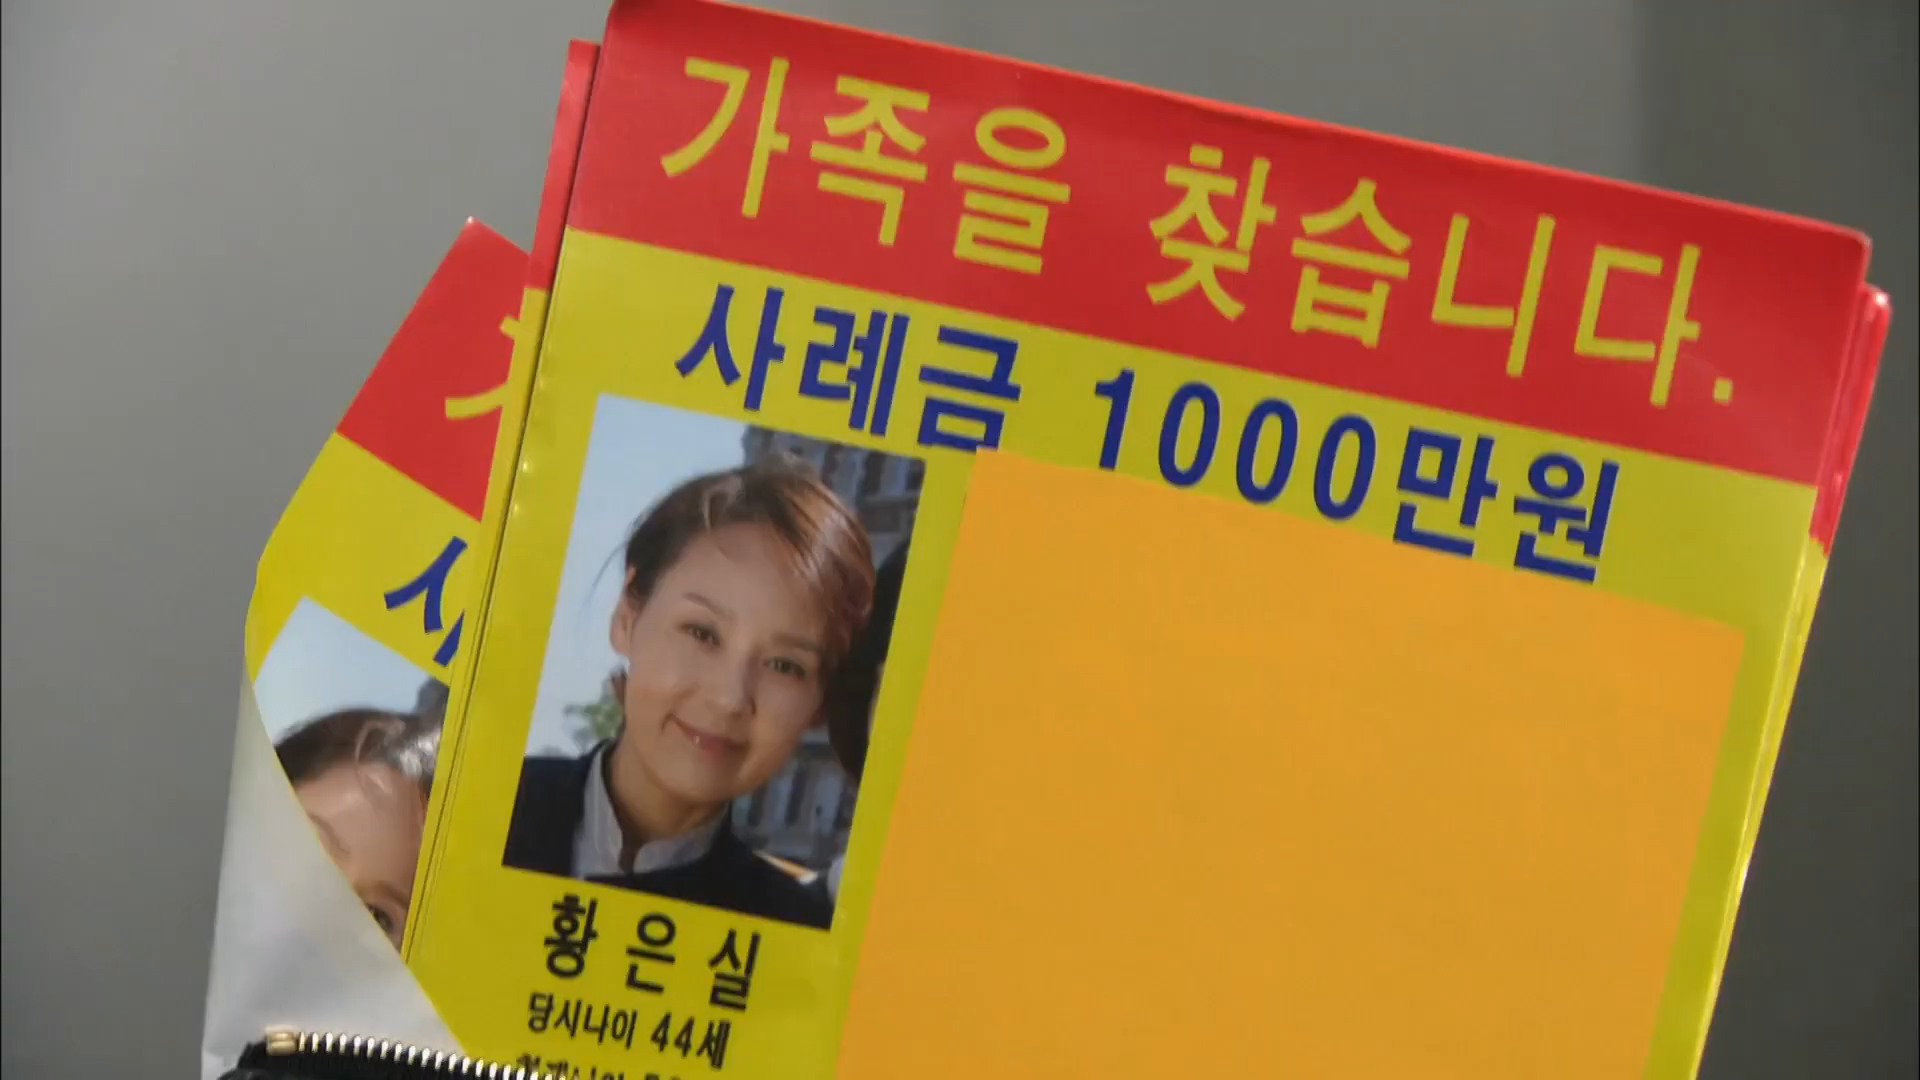 가족을 찾습니다.
사례금 1000만원
황은실
당시나이 44세